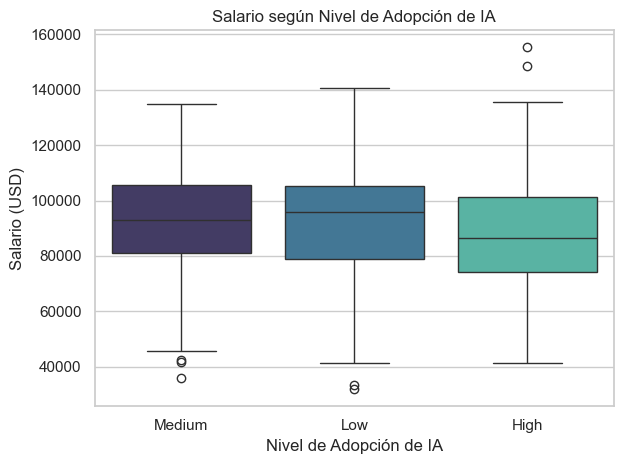 Salario según Nivel de Adopción de IA
Salario (USD)
160000
140000
120000
100000
80000
60000
40000
Medium
Low
High
Nivel de Adopción de IA